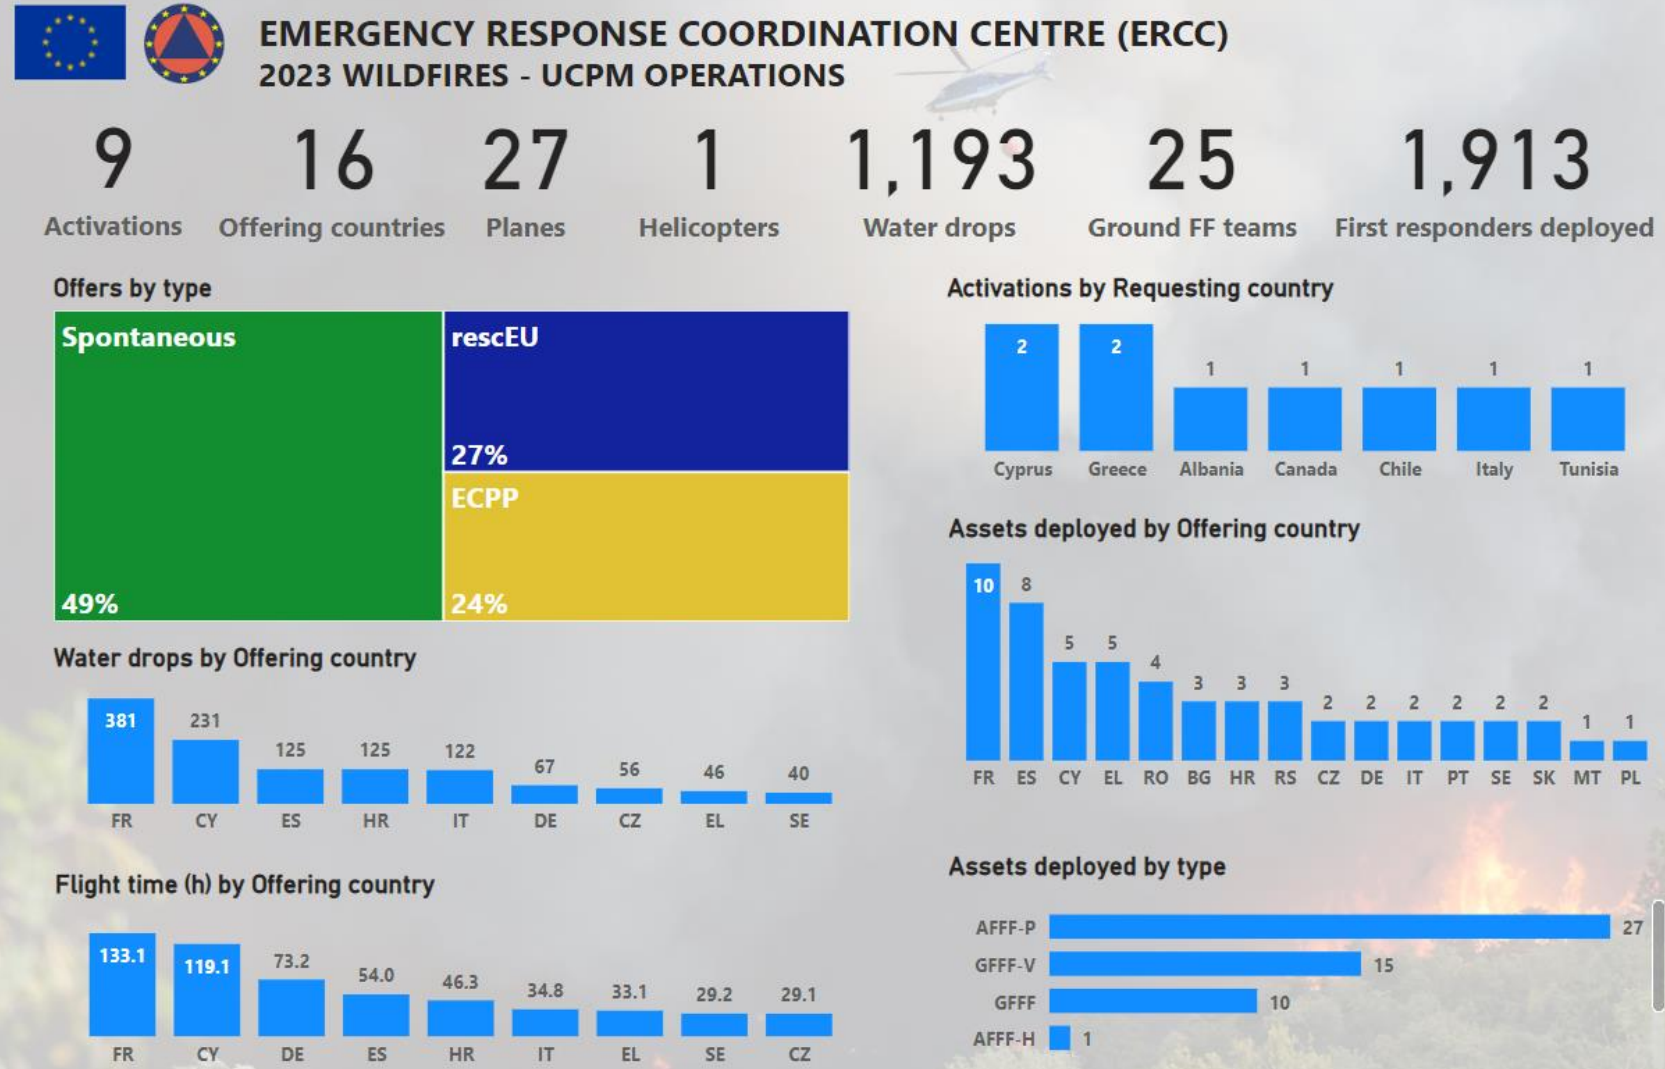 EMERGENCY RESPONSE COORDINATION CENTRE (ERCC)
2023 WILDFIRES - UCPM OPERATIONS
9
Activations
16
Offering countries
27
Planes
1
Helicopters
1,193
Water drops
25
Ground FF teams
1,913
First responders deployed
Offers by type
Spontaneous
49%
rescEU
27%
ECPP
24%
Water drops by Offering country
381 231 125 125 122 67 56 46 40
FR CY ES HR IT DE CZ EL SE
Flight time (h) by Offering country
133.1 119.1 73.2 54.0 46.3 34.8 33.1 29.2 29.1
FR CY DE ES HR IT EL SE CZ
Activations by Requesting country
2 2 1 1 1 1 1
Cyprus Greece Albania Canada Chile Italy Tunisia
Assets deployed by Offering country
10 8 5 5 4 3 3 3 2 2 2 2 2 2 1 1
FR ES CY EL RO BG HR RS CZ DE IT PT SE SK MT PL
Assets deployed by type
AFFF-P 27
GFFF-V 15
GFFF 10
AFFF-H 1